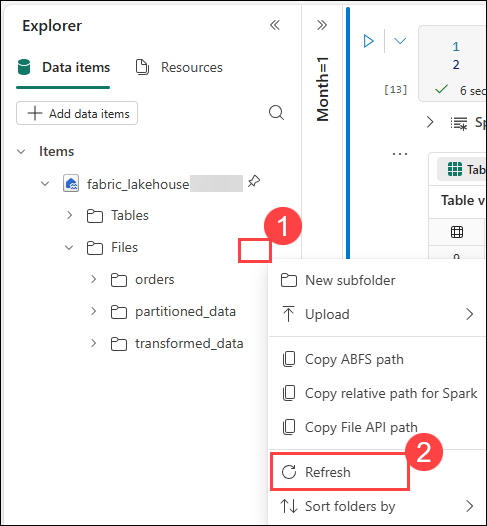 Explorer
Data items
Resources
Add data items
Items
fabric_lakehouse
Tables
Files
orders
partitioned_data
transformed_data
Month=1
1
2
[13]
6 sec
Sp
Tab
Table v
1
New subfolder
Upload
Copy ABFS path
Copy relative path for Spark
Copy File API path
2
Refresh
Sort folders by